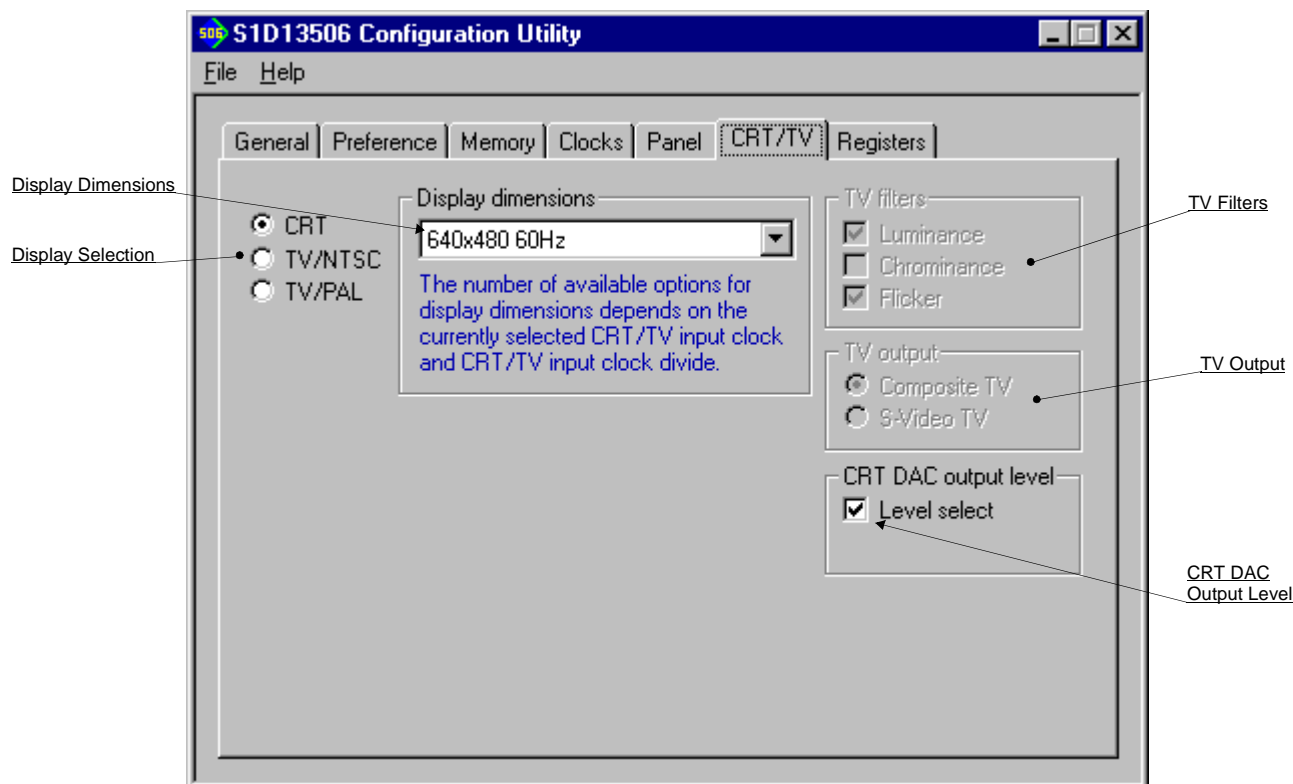 506 S1D13506 Configuration Utility
File Help
General Preference Memory Clocks Panel CRT/TV Registers
Display Dimensions
Display Selection
CRT
TV/NTSC
TV/PAL
Display dimensions
640x480 60Hz
The number of available options for
display dimensions depends on the
currently selected CRT/TV input clock
and CRT/TV input clock divide.
TV filters
Luminance
Chrominance
Flicker
TV output
Composite TV
S-Video TV
CRT DAC output level
Level select
TV Filters
TV Output
CRT DAC
Output Level